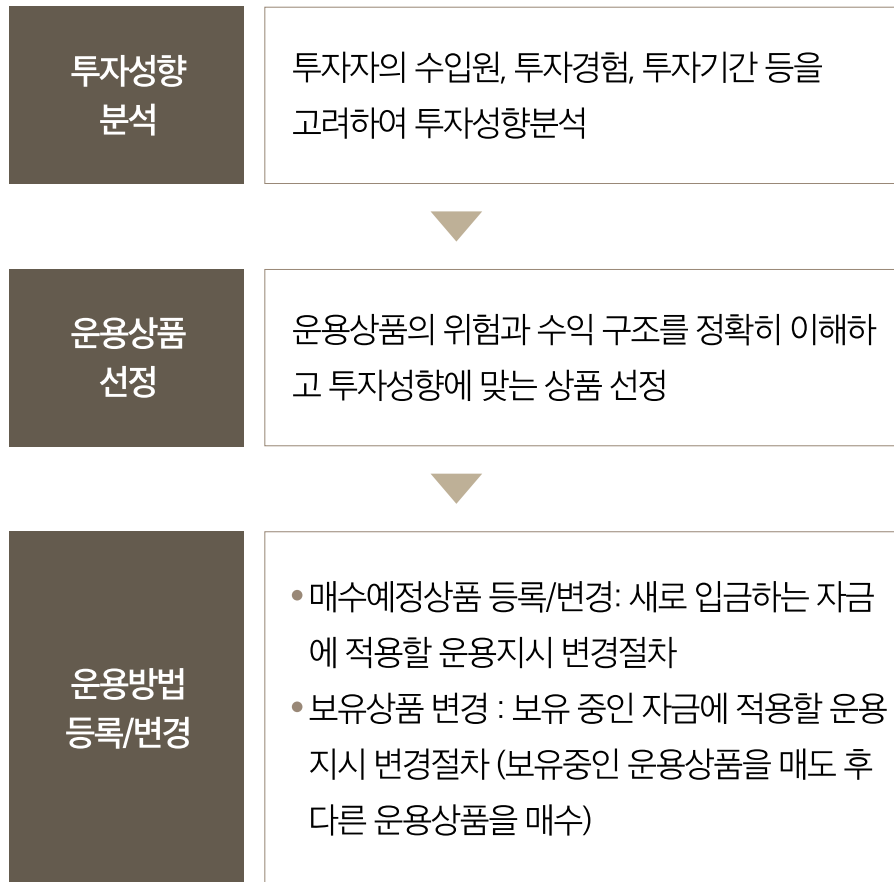 투자성향
분석
투자자의 수입원, 투자경험, 투자기간 등을
고려하여 투자성향분석
운용상품
선정
운용상품의 위험과 수익 구조를 정확히 이해하
고 투자성향에 맞는 상품 선정
운용방법
등록/변경
• 매수예정상품 등록/변경: 새로 입금하는 자금
에 적용할 운용지시 변경절차
• 보유상품 변경 : 보유 중인 자금에 적용할 운용
지시 변경절차 (보유중인 운용상품을 매도 후
다른 운용상품을 매수)